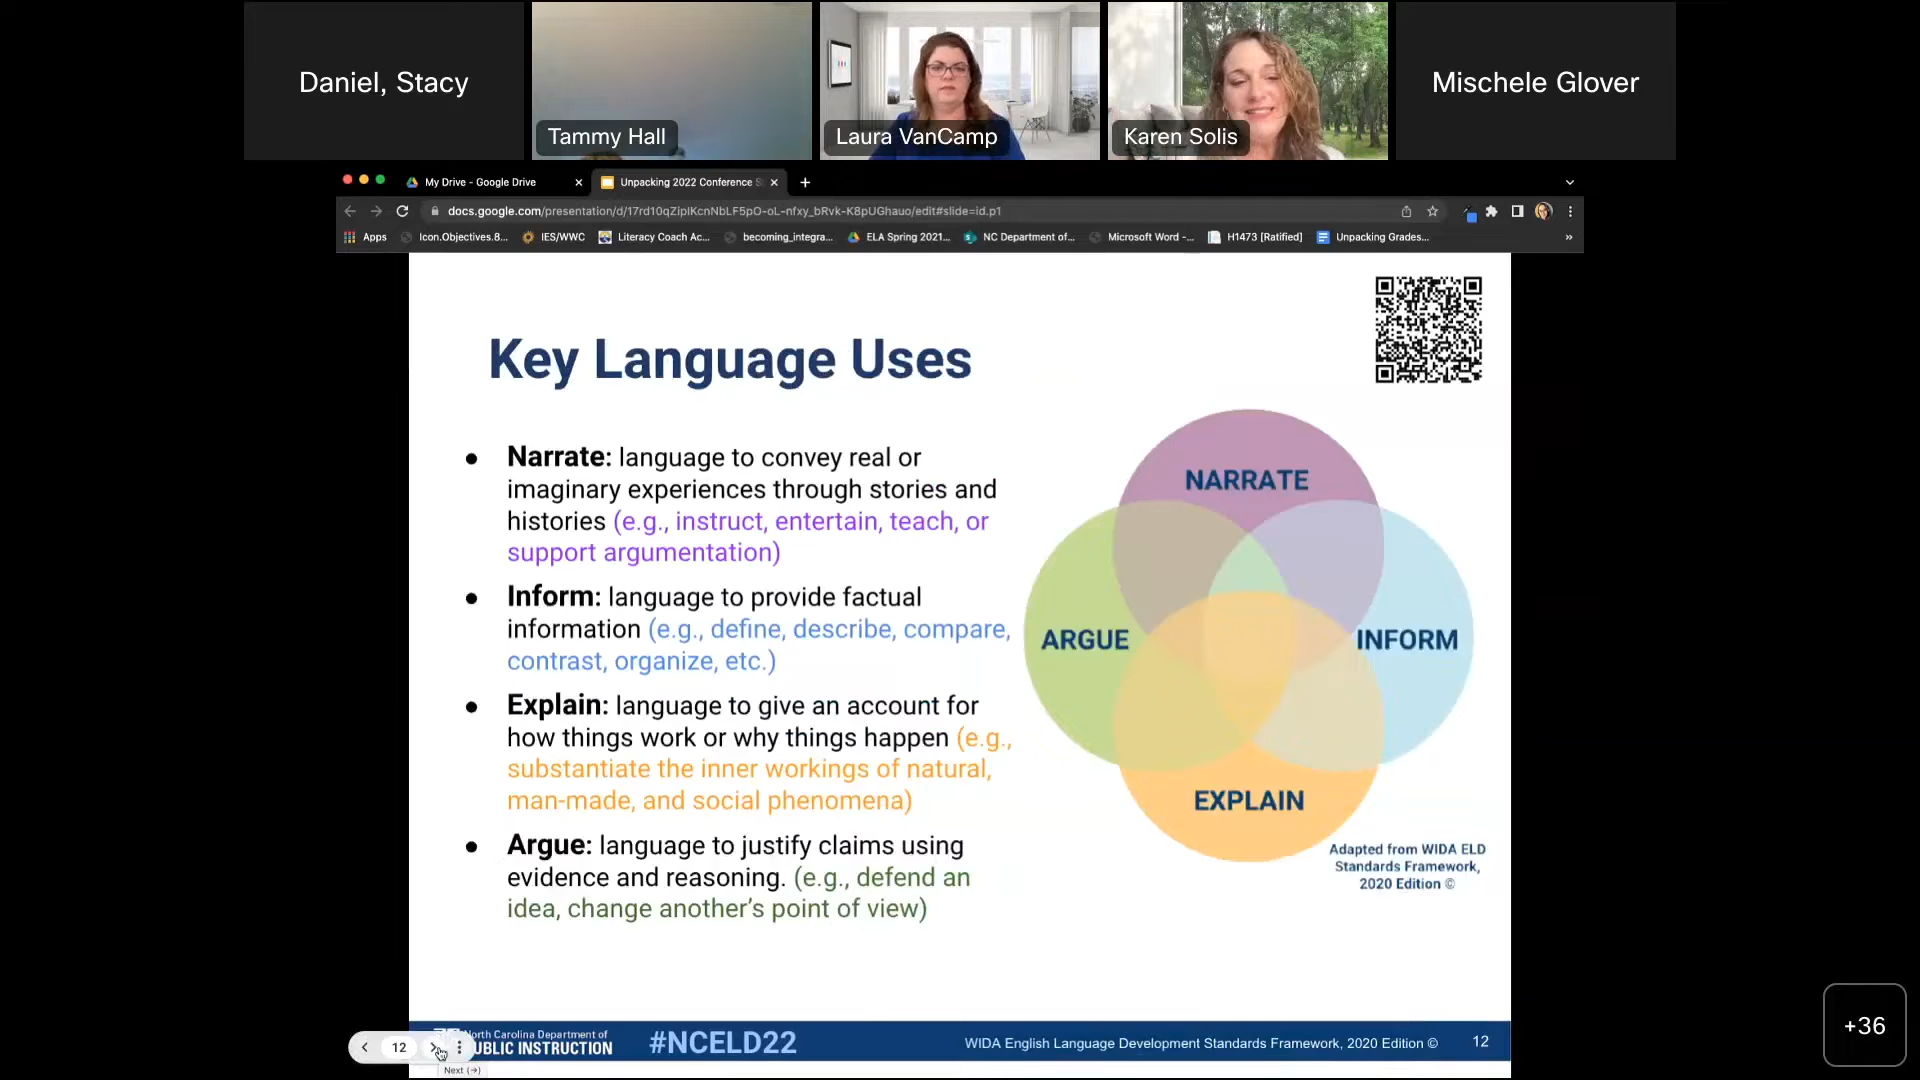 Daniel, Stacy
Tammy Hall
Laura VanCamp
Karen Solis
Mischele Glover
My Drive - Google Drive
Unpacking 2022 Conference S
docs.google.com/presentation/d/17rd10qZipIKcnNbLF5pO-oL-nfxy_bRvk-K8pUGhauo/edit#slide=id.p1
Apps
Icon.Objectives.8...
IES/WWC
Literacy Coach Ac...
becoming_integra...
ELA Spring 2021...
NC Department of...
Microsoft Word -...
H1473 [Ratified]
Unpacking Grades...
»
Key Language Uses
● Narrate: language to convey real or
imaginary experiences through stories and
histories (e.g., instruct, entertain, teach, or
support argumentation)
● Inform: language to provide factual
information (e.g., define, describe, compare,
contrast, organize, etc.)
● Explain: language to give an account for
how things work or why things happen (e.g.,
substantiate the inner workings of natural,
man-made, and social phenomena)
● Argue: language to justify claims using
evidence and reasoning. (e.g., defend an
idea, change another's point of view)
NARRATE
ARGUE
INFORM
EXPLAIN
Adapted from WIDA ELD
Standards Framework,
2020 Edition ©
12
North Carolina Department of
PUBLIC INSTRUCTION
#NCELD22
WIDA English Language Development Standards Framework, 2020 Edition ©
12
Next (→)
+36